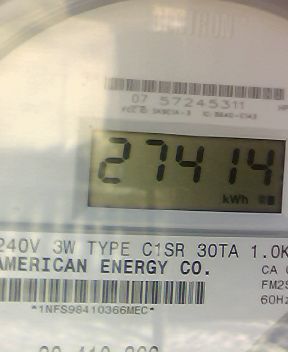 07 57245311
27414
kWh
240V 3W TYPE C1SR 30TA 1.0K
AMERICAN ENERGY CO.
CA
FM2S
60Hz
*1NFS98410366MEC*